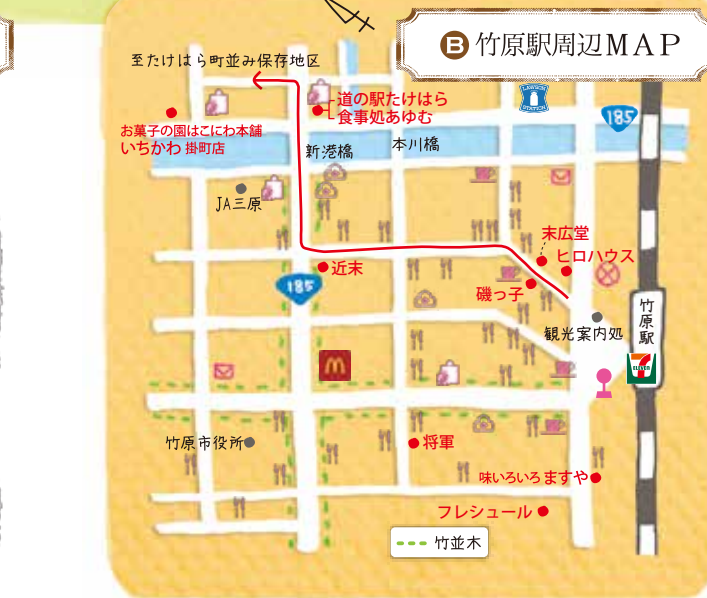 B 竹原駅周辺MAP
至たけはら町並み保存地区
道の駅たけはら
食事処あゆむ
LAWSON
STATION
185
お菓子の園はこにわ本舗
いちかわ 掛町店
新港橋
本川橋
JA三原
末広堂
ヒロハウス
近末
185
磯っ子
竹原駅
観光案内処
7
ELEVEN
竹原市役所
将軍
味いろいろますや
フレシュール
竹並木